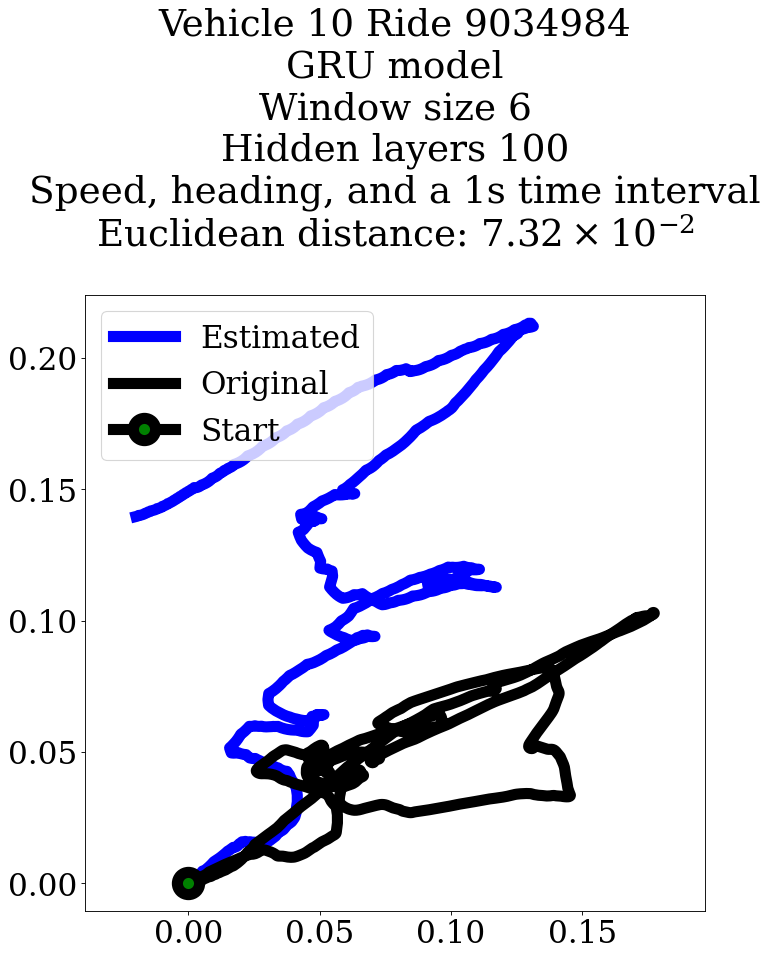 Vehicle 10 Ride 9034984
GRU model
Window size 6
Hidden layers 100
Speed, heading, and a 1s time interval
Euclidean distance: 7.32 × 10⁻²
Estimated
Original
Start
0.20
0.15
0.10
0.05
0.00
0.00 0.05 0.10 0.15